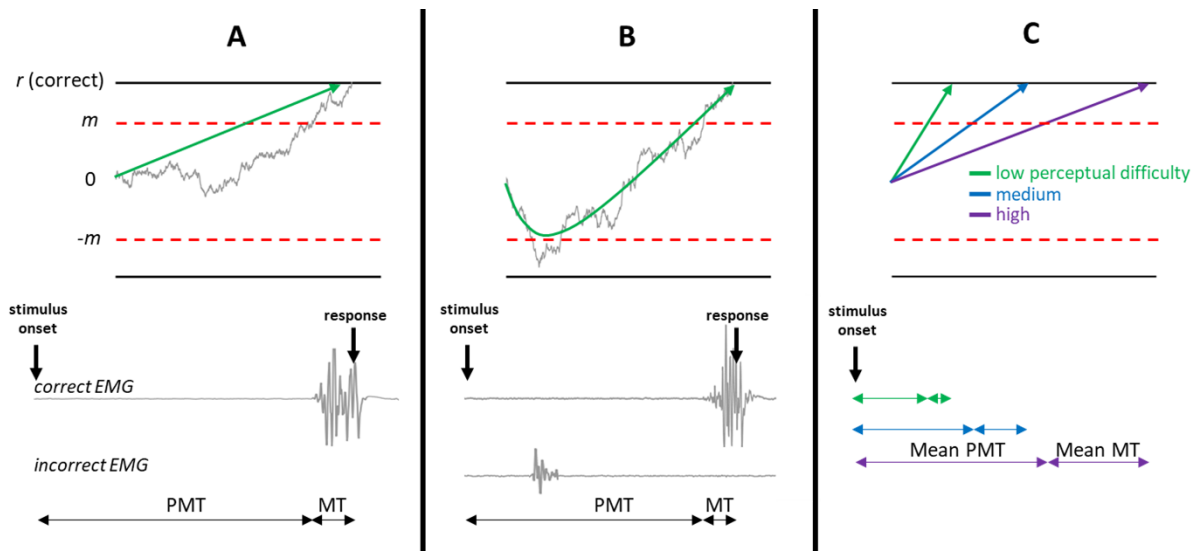 A
r (correct)
m
0
-m
stimulus
onset
response
correct EMG
incorrect EMG
PMT
MT
B
stimulus
onset
response
PMT
MT
C
low perceptual difficulty
medium
high
stimulus
onset
Mean PMT
Mean MT